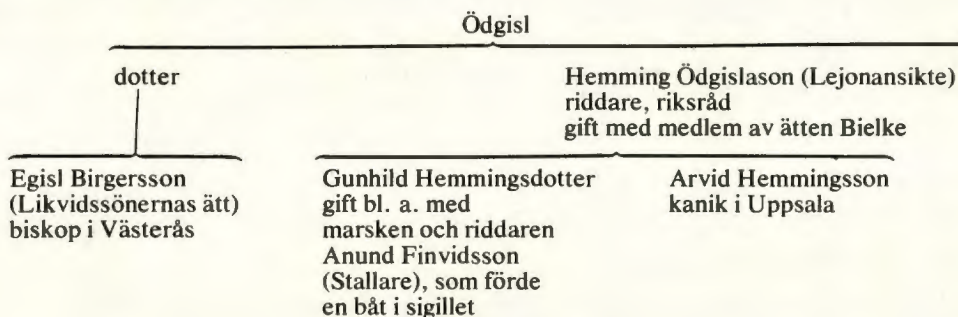 Ödgisl
dotter
Hemming Ödgislason (Lejonansikte)
riddare, riksråd
gift med medlem av ätten Bielke
Egisl Birgersson
(Likvidssönernas ätt)
biskop i Västerås
Gunhild Hemmingsdotter
gift bl. a. med
marsken och riddaren
Anund Finvidsson
(Stallare), som förde
en båt i sigillet
Arvid Hemmingsson
kanik i Uppsala